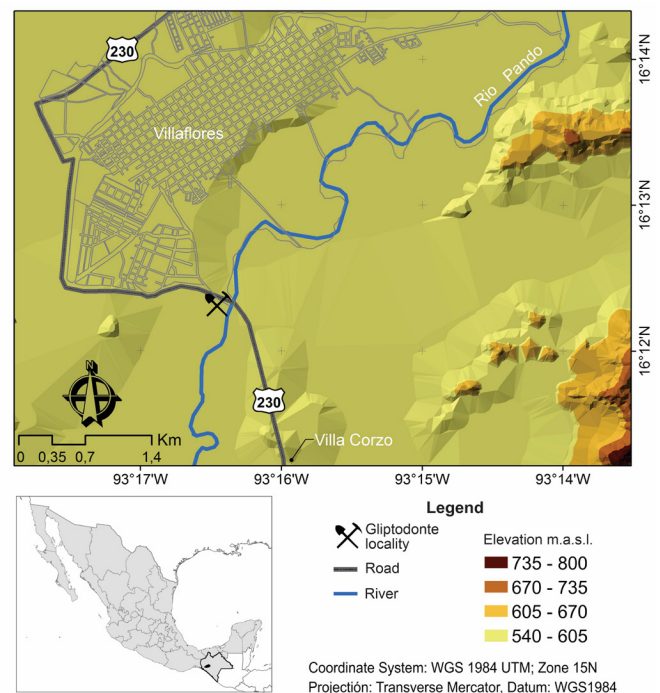 230
Rio Pando
16°14'N
Villaflores
16°13'N
16°12'N
N
230
Km
0 0,35 0,7 1,4
Villa Corzo
93°17'W 93°16'W 93°15'W 93°14'W
Legend
Gliptodonte
locality
Road
River
Elevation m.a.s.l.
735 - 800
670 - 735
605 - 670
540 - 605
Coordinate System: WGS 1984 UTM; Zone 15N
Projectión: Transverse Mercator, Datum: WGS1984